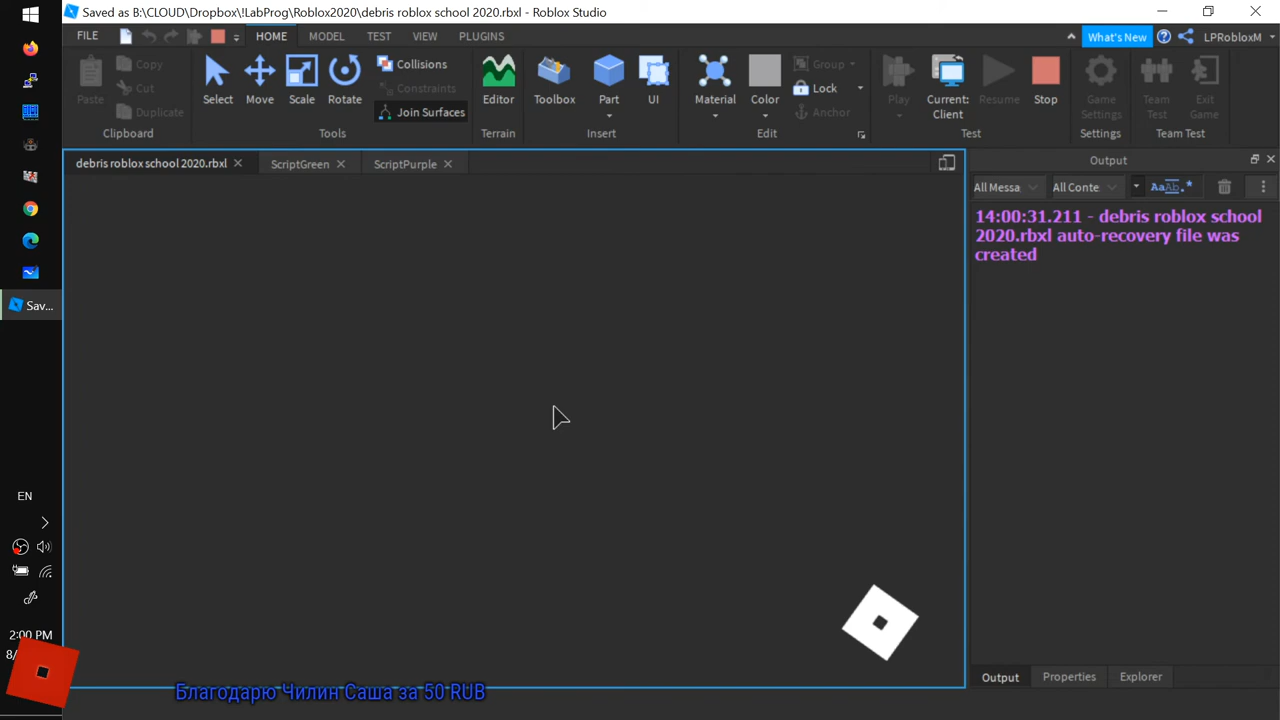 Saved as B:\CLOUD\Dropbox\!LabProg\Roblox2020\debris roblox school 2020.rbxl - Roblox Studio
FILE HOME MODEL TEST VIEW PLUGINS What's New LPRobloxM
Paste Copy Cut Duplicate
Select Move Scale Rotate
Collisions
Constraints
Join Surfaces
Editor Toolbox Part UI
Material Color
Group
Lock
Anchor
Play Current: Client Resume Stop
Game Settings
Team Test
Exit Game
Clipboard Tools Terrain Insert Edit Test Settings Team Test
debris roblox school 2020.rbxl ScriptGreen ScriptPurple
Output
All Messa All Conte AaAb.*
14:00:31.211 - debris roblox school
2020.rbxl auto-recovery file was
created
Sav...
EN
2:00 PM
8/
Output Properties Explorer
Благодарю Чилин Саша за 50 RUB